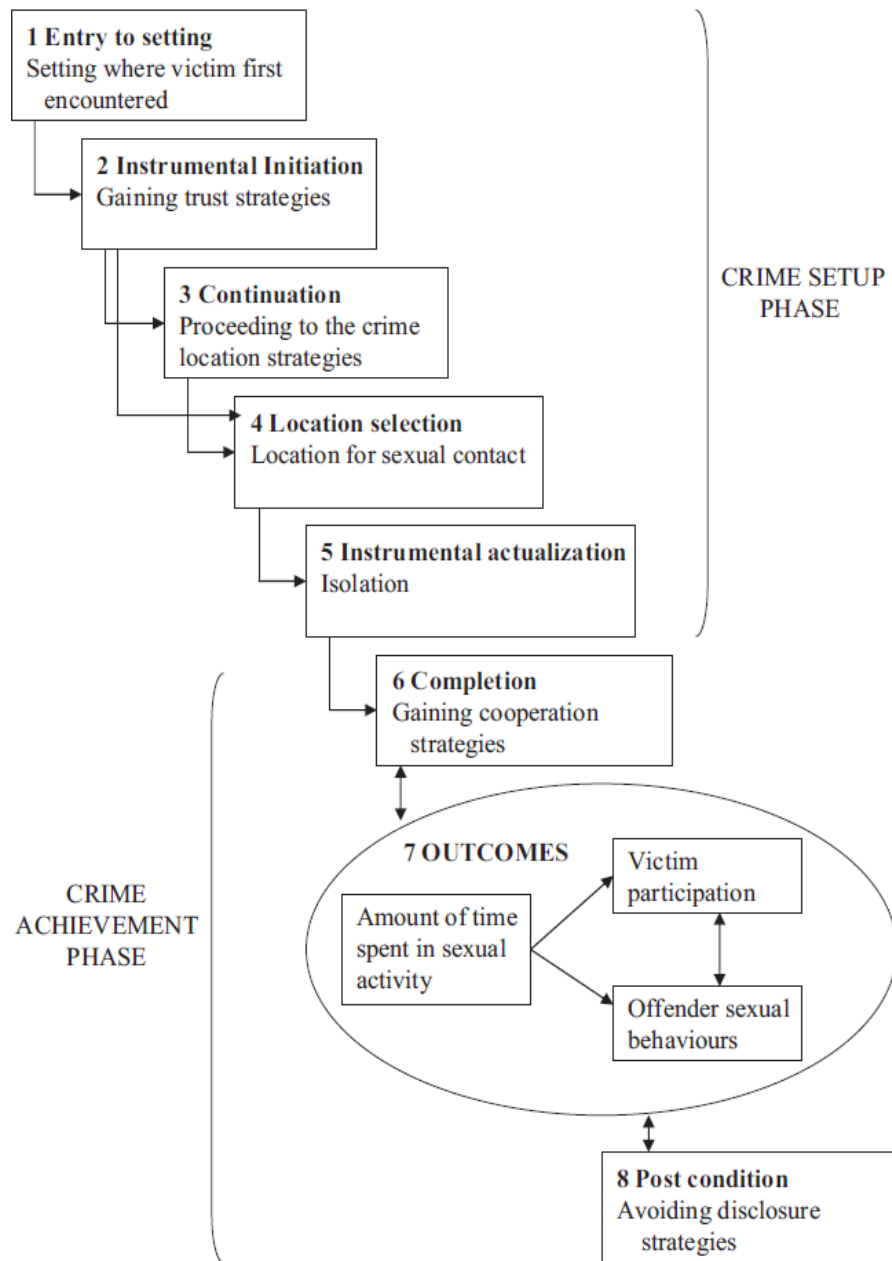 1 Entry to setting
Setting where victim first
encountered
2 Instrumental Initiation
Gaining trust strategies
3 Continuation
Proceeding to the crime
location strategies
CRIME SETUP
PHASE
4 Location selection
Location for sexual contact
5 Instrumental actualization
Isolation
6 Completion
Gaining cooperation
strategies
7 OUTCOMES
Victim
participation
Amount of time
spent in sexual
activity
Offender sexual
behaviours
CRIME
ACHIEVEMENT
PHASE
8 Post condition
Avoiding disclosure
strategies